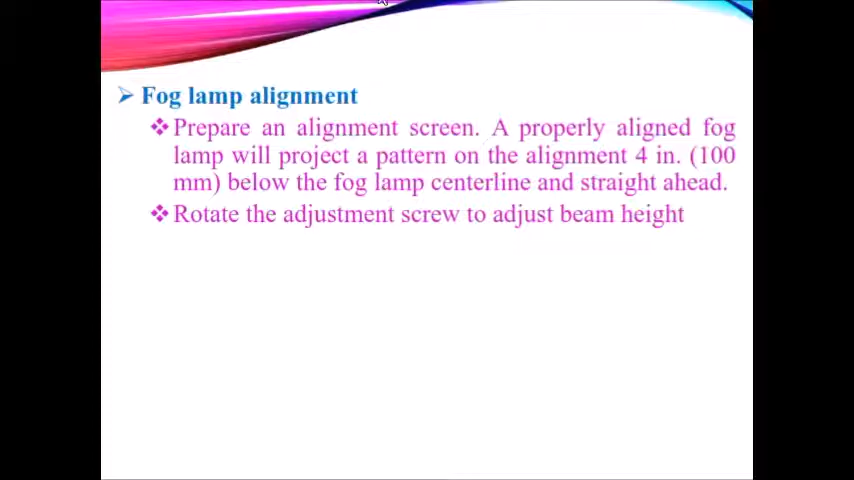 Fog lamp alignment
Prepare an alignment screen. A properly aligned fog
lamp will project a pattern on the alignment 4 in. (100
mm) below the fog lamp centerline and straight ahead.
Rotate the adjustment screw to adjust beam height